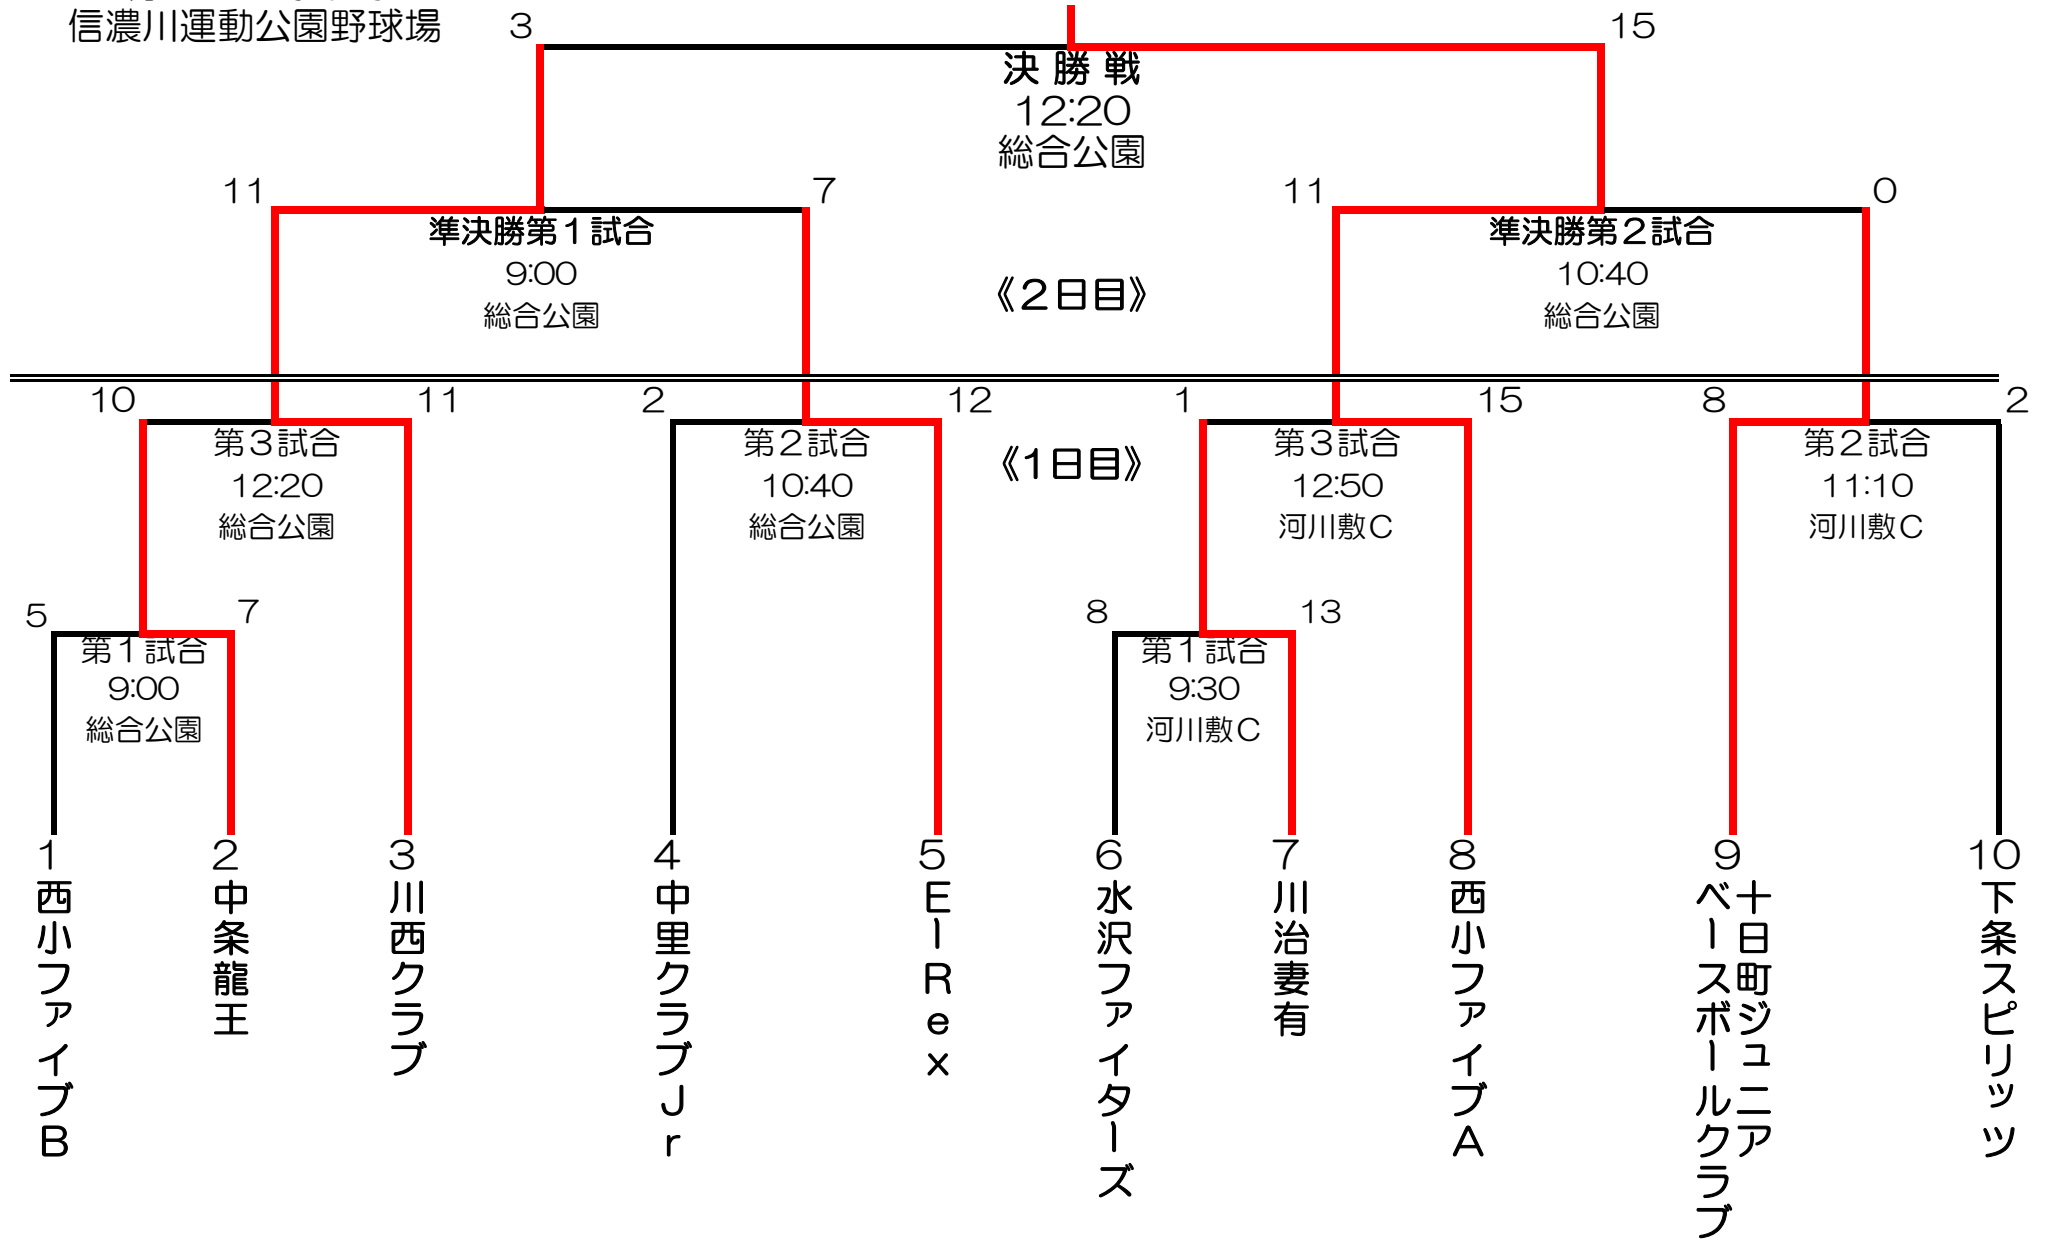 信濃川運動公園野球場
3
15
決勝戦
12:20
総合公園
11
7
11
0
準決勝第1試合
9:00
総合公園
《2日目》
準決勝第2試合
10:40
総合公園
10
11
2
12
1
15
8
2
第3試合
12:20
総合公園
第2試合
10:40
総合公園
《1日目》
第3試合
12:50
河川敷C
第2試合
11:10
河川敷C
5
7
第1試合
9:00
総合公園
8
13
第1試合
9:30
河川敷C
1
西小ファイブB
2
中条龍王
3
川西クラブ
4
中里クラブJr
5
EーRex
6
水沢ファイターズ
7
川治妻有
8
西小ファイブA
9
十日町ジュニア
ベースボールクラブ
10
下条スピリッツ